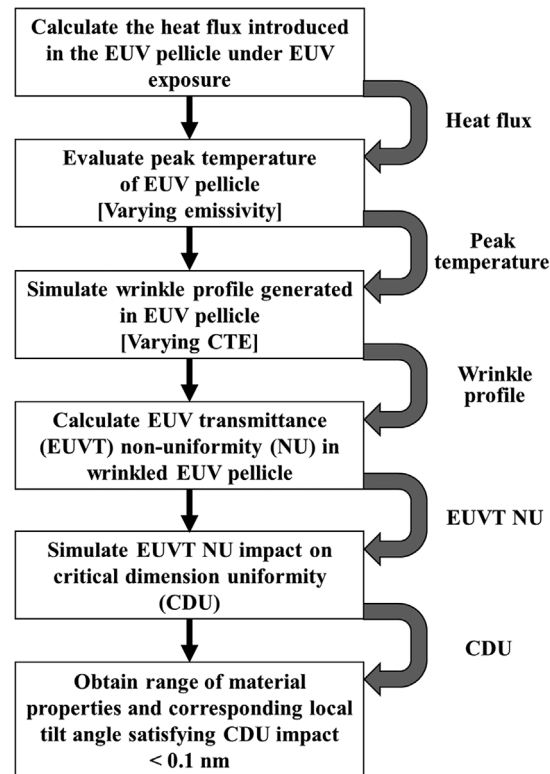 Calculate the heat flux introduced
in the EUV pellicle under EUV
exposure
Heat flux
Evaluate peak temperature
of EUV pellicle
[Varying emissivity]
Peak
temperature
Simulate wrinkle profile generated
in EUV pellicle
[Varying CTE]
Wrinkle
profile
Calculate EUV transmittance
(EUVT) non-uniformity (NU) in
wrinkled EUV pellicle
EUVT NU
Simulate EUVT NU impact on
critical dimension uniformity
(CDU)
CDU
Obtain range of material
properties and corresponding local
tilt angle satisfying CDU impact
< 0.1 nm